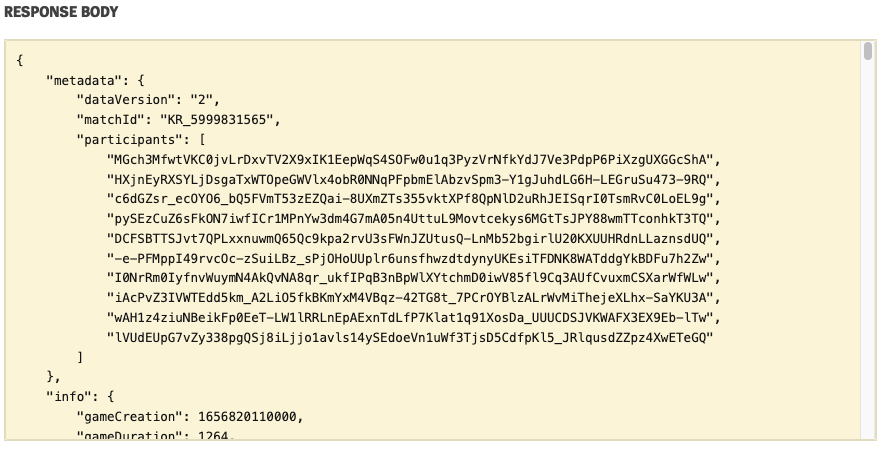 RESPONSE BODY
{
"metadata": {
"dataVersion": "2",
"matchId": "KR_5999831565",
"participants": [
"MGch3MfwtVKC0jvLrDxvTV2X9xIK1EepWqS4SOFw0u1q3PyzVrNfkYdJ7Ve3PdpP6PiXzgUXGGcShA",
"HXjnEyRXSYLjDsgaTxWTOpeGWVlx4obR0NNqPFpbmElAbzvSpm3-Y1gJuhdLG6H-LEGruSu473-9RQ",
"c6dGZsr_ecOYO6_bQ5FVmT53zEZQai-8UXmZTs355vktXPf8QpNlD2uRhJEISqrI0TsmRvC0LoEL9g",
"pySEzCuZ6sFkON7iwfICr1MPnYw3dm4G7mA05n4UttuL9Movtcekys6MGtTsJPY88wmTTconhkT3TQ",
"DCFSBTTSJvt7QPLxxnuwmQ65Qc9kpa2rvU3sFWnJZUtusQ-LnMb52bgirlU20KXUUHRdnLLaznsdUQ",
"-e-PFMppI49rvcOc-zSuiLBz_sPjOHoUUplr6unsfhwzdtdynyUKEsiTFDNK8WATddgYkBDFu7h2Zw",
"I0NrRm0IyfnvWuymN4AkQvNA8qr_ukfIPqB3nBpWlXYtchmD0iwV85fl9Cq3AUfCvuxmCSXarWfWLw",
"iAcPvZ3IVWTEdd5km_A2LiO5fkBKmYxM4VBqz-42TG8t_7PCrOYBlzALrWvMiThejeXLhx-SaYKU3A",
"wAH1z4ziuNBeikFp0EeT-LW1lRRLnEpAExnTdLfP7Klat1q91XosDa_UUUCDSJVKWAFX3EX9Eb-lTw",
"lVUdEUpG7vZy338pgQSj8iLjjo1avls14ySEdoeVn1uWf3TjsD5CdfpKl5_JRlqusdZZpz4XwETeGQ"
]
},
"info": {
"gameCreation": 1656820110000,
"gameDuration": 1264,